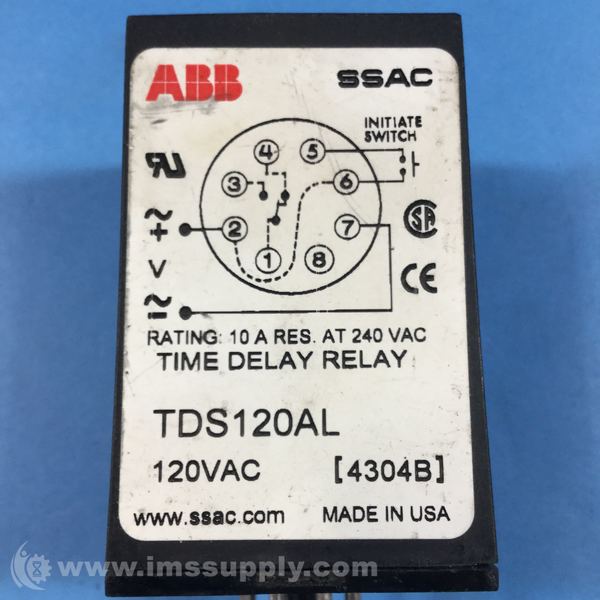 ABB SSAC
INITIATE
SWITCH
4 5
3 6
2 7
1 8
~
+
V
~
RATING: 10 A RES. AT 240 VAC
TIME DELAY RELAY
TDS120AL
120VAC [4304B]
www.ssac.com MADE IN USA
www.imssupply.com